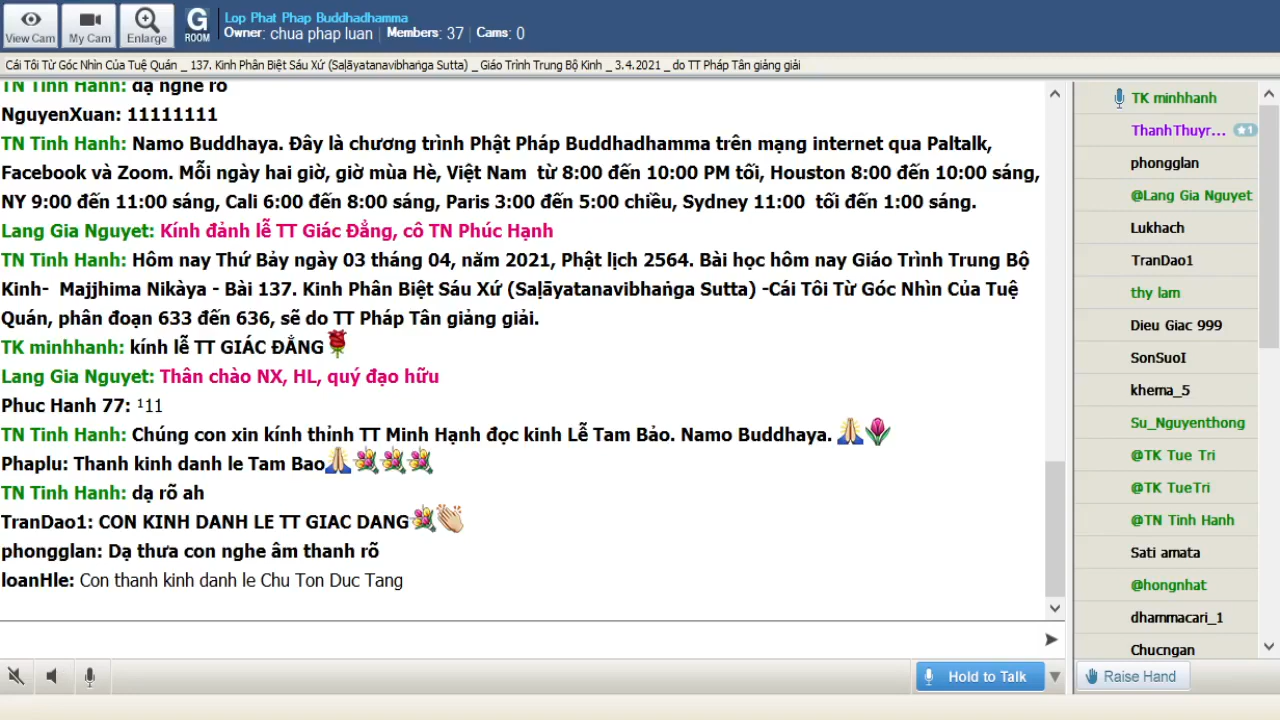 View Cam
My Cam
Enlarge
G
ROOM
Lop Phat Phap Buddhadhamma
Owner: chua phap luan | Members: 37 | Cams: 0
Cái Tôi Từ Góc Nhìn Của Tuệ Quán _ 137. Kinh Phân Biệt Sáu Xứ (Saḷāyatanavibhaṅga Sutta) _ Giáo Trình Trung Bộ Kinh _ 3.4.2021 _ do TT Pháp Tân giảng giải
TN Tinh Hanh: dạ nghe rõ
NguyenXuan: 11111111
TN Tinh Hanh: Namo Buddhaya. Đây là chương trình Phật Pháp Buddhadhamma trên mạng internet qua Paltalk,
Facebook và Zoom. Mỗi ngày hai giờ, giờ mùa Hè, Việt Nam  từ 8:00 đến 10:00 PM tối, Houston 8:00 đến 10:00 sáng,
NY 9:00 đến 11:00 sáng, Cali 6:00 đến 8:00 sáng, Paris 3:00 đến 5:00 chiều, Sydney 11:00  tối đến 1:00 sáng.
Lang Gia Nguyet: Kính đảnh lễ TT Giác Đẳng, cô TN Phúc Hạnh
TN Tinh Hanh: Hôm nay Thứ Bảy ngày 03 tháng 04, năm 2021, Phật lịch 2564. Bài học hôm nay Giáo Trình Trung Bộ
Kinh-  Majjhima Nikàya - Bài 137. Kinh Phân Biệt Sáu Xứ (Saḷāyatanavibhaṅga Sutta) -Cái Tôi Từ Góc Nhìn Của Tuệ
Quán, phân đoạn 633 đến 636, sẽ do TT Pháp Tân giảng giải.
TK minhhanh: kính lễ TT GIÁC ĐẲNG
Lang Gia Nguyet: Thân chào NX, HL, quý đạo hữu
Phuc Hanh 77: ¹11
TN Tinh Hanh: Chúng con xin kính thỉnh TT Minh Hạnh đọc kinh Lễ Tam Bảo. Namo Buddhaya.
Phaplu: Thanh kinh danh le Tam Bao
TN Tinh Hanh: dạ rõ ah
TranDao1: CON KINH DANH LE TT GIAC DANG
phongglan: Dạ thưa con nghe âm thanh rõ
loanHle: Con thanh kinh danh le Chu Ton Duc Tang
Hold to Talk
TK minhhanh
ThanhThuyr... 1
phongglan
@Lang Gia Nguyet
Lukhach
TranDao1
thy lam
Dieu Giac 999
SonSuoI
khema_5
Su_Nguyenthong
@TK Tue Tri
@TK TueTri
@TN Tinh Hanh
Sati amata
@hongnhat
dhammacari_1
Chucngan
Raise Hand